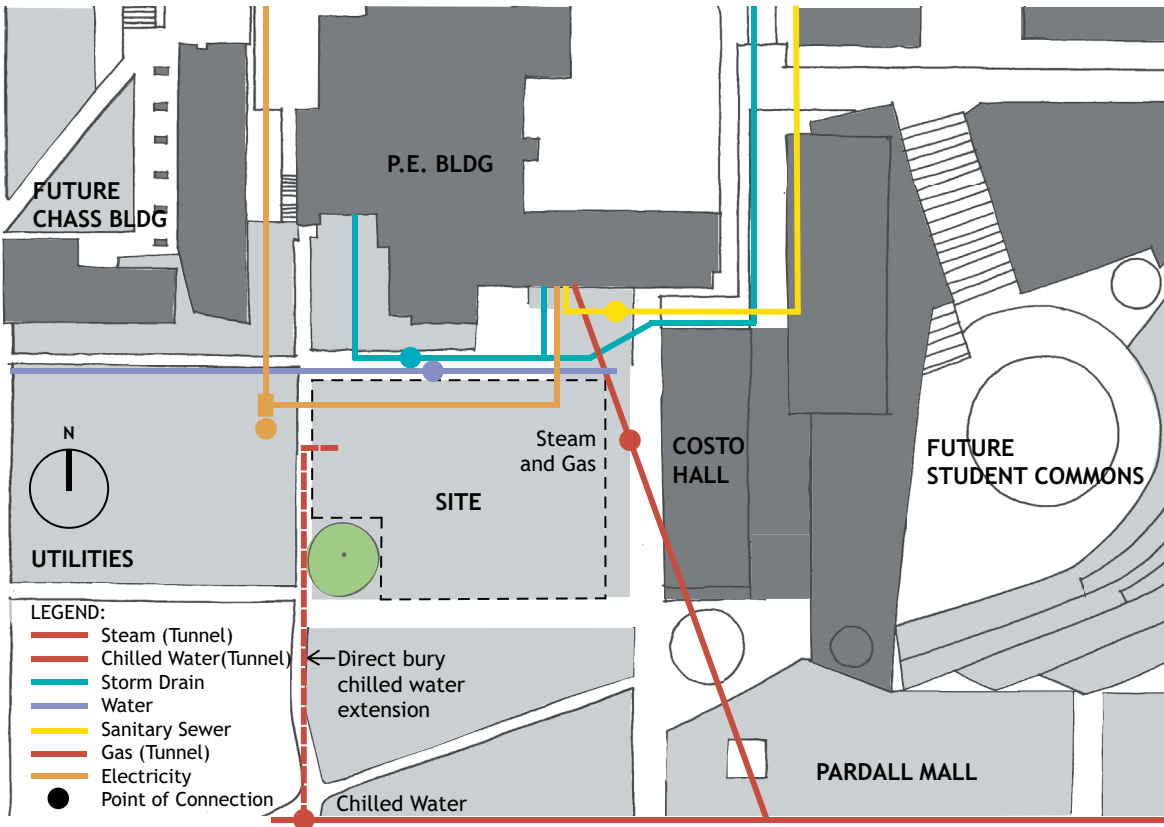 P.E. BLDG
FUTURE
CHASS BLDG
Steam
and Gas
COSTO
HALL
FUTURE
STUDENT COMMONS
N
SITE
UTILITIES
LEGEND:
Steam (Tunnel)
Chilled Water(Tunnel)
Storm Drain
Water
Sanitary Sewer
Gas (Tunnel)
Electricity
Point of Connection
Direct bury
chilled water
extension
Chilled Water
PARDALL MALL